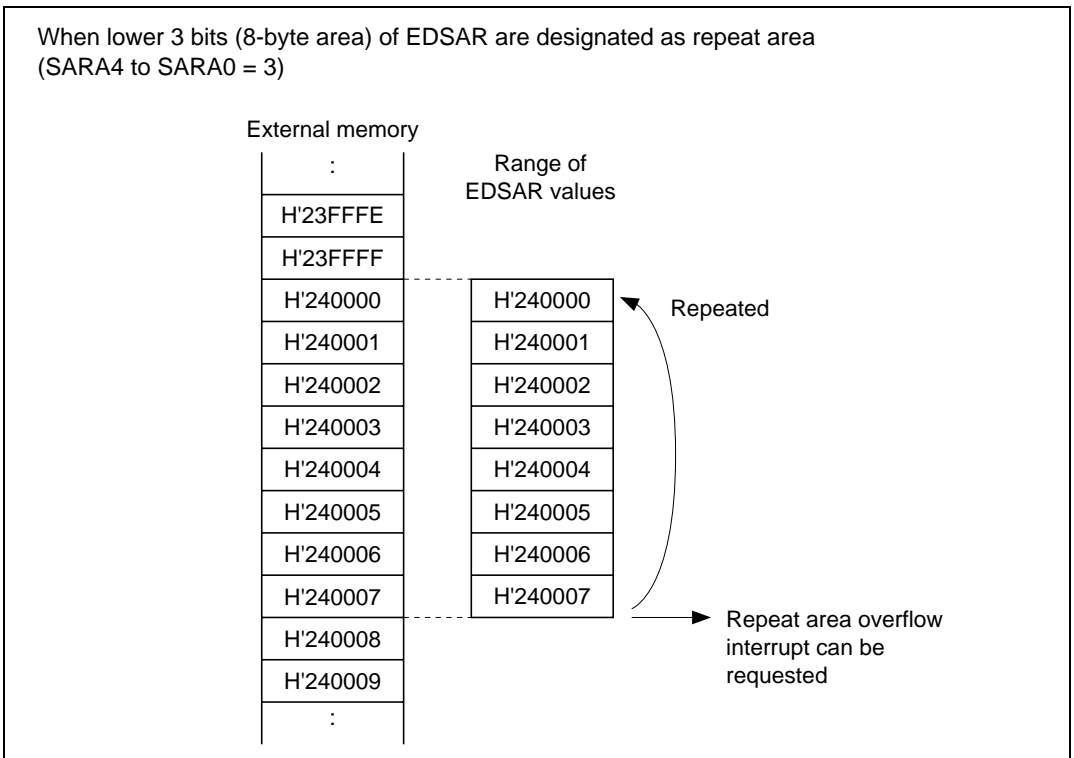 When lower 3 bits (8-byte area) of EDSAR are designated as repeat area
(SARA4 to SARA0 = 3)
External memory
:
H'23FFFE
H'23FFFF
H'240000
H'240001
H'240002
H'240003
H'240004
H'240005
H'240006
H'240007
H'240008
H'240009
:
Range of
EDSAR values
H'240000
H'240001
H'240002
H'240003
H'240004
H'240005
H'240006
H'240007
Repeated
Repeat area overflow
interrupt can be
requested